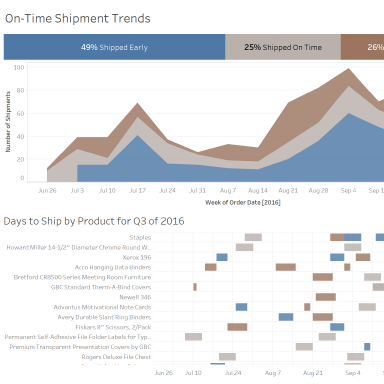 On-Time Shipment Trends
49% Shipped Early
25% Shipped On Time
26%
100
80
60
40
20
0
Number of Shipments
Jun 26 Jul 3 Jul 10 Jul 17 Jul 24 Jul 31 Aug 7 Aug 14 Aug 21 Aug 28 Sep 4 Sep 1
Week of Order Date [2016]
Days to Ship by Product for Q3 of 2016
Staples
Howard Miller 14-1/2" Diameter Chrome Round W..
Xerox 196
Acco Hanging Data Binders
Bretford CR8500 Series Meeting Room Furniture
GBC Standard Therm-A-Bind Covers
Newell 346
Advantus Motivational Note Cards
Avery Durable Slant Ring Binders
Fiskars 8" Scissors, 2/Pack
Permanent Self-Adhesive File Folder Labels for Typ..
Premium Transparent Presentation Covers by GBC
Rogers Deluxe File Chest
Jun 26 Jul 10 Jul 24 Aug 7 Aug 21 Sep 4